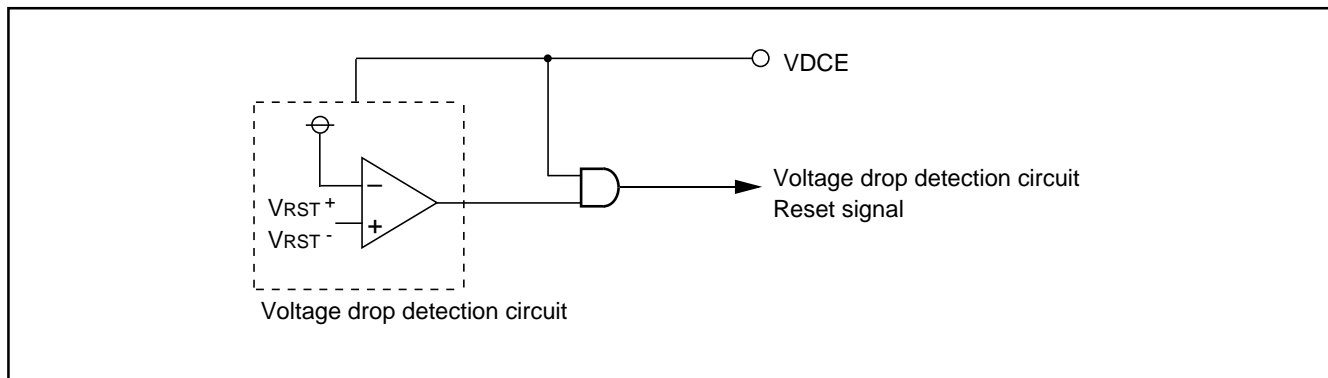 VDCE
−
VRST +
+
VRST -
Voltage drop detection circuit
Reset signal
Voltage drop detection circuit